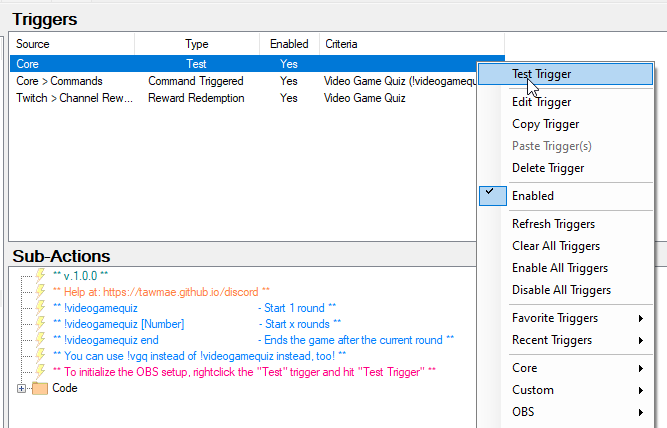 Triggers
Source Type Enabled Criteria
Core Test Yes
Core > Commands Command Triggered Yes Video Game Quiz (!videogamequ
Twitch > Channel Rew... Reward Redemption Yes Video Game Quiz
Test Trigger
Edit Trigger
Copy Trigger
Paste Trigger(s)
Delete Trigger
Enabled
Refresh Triggers
Clear All Triggers
Enable All Triggers
Disable All Triggers
Favorite Triggers
Recent Triggers
Core
Custom
OBS
Sub-Actions
** v.1.0.0 **
** Help at: https://tawmae.github.io/discord **
** !videogamequiz - Start 1 round **
** !videogamequiz [Number] - Start x rounds **
** !videogamequiz end - Ends the game after the current round **
** You can use !vgq instead of !videogamequiz instead, too! **
** To initialize the OBS setup, rightclick the "Test" trigger and hit "Test Trigger" **
Code